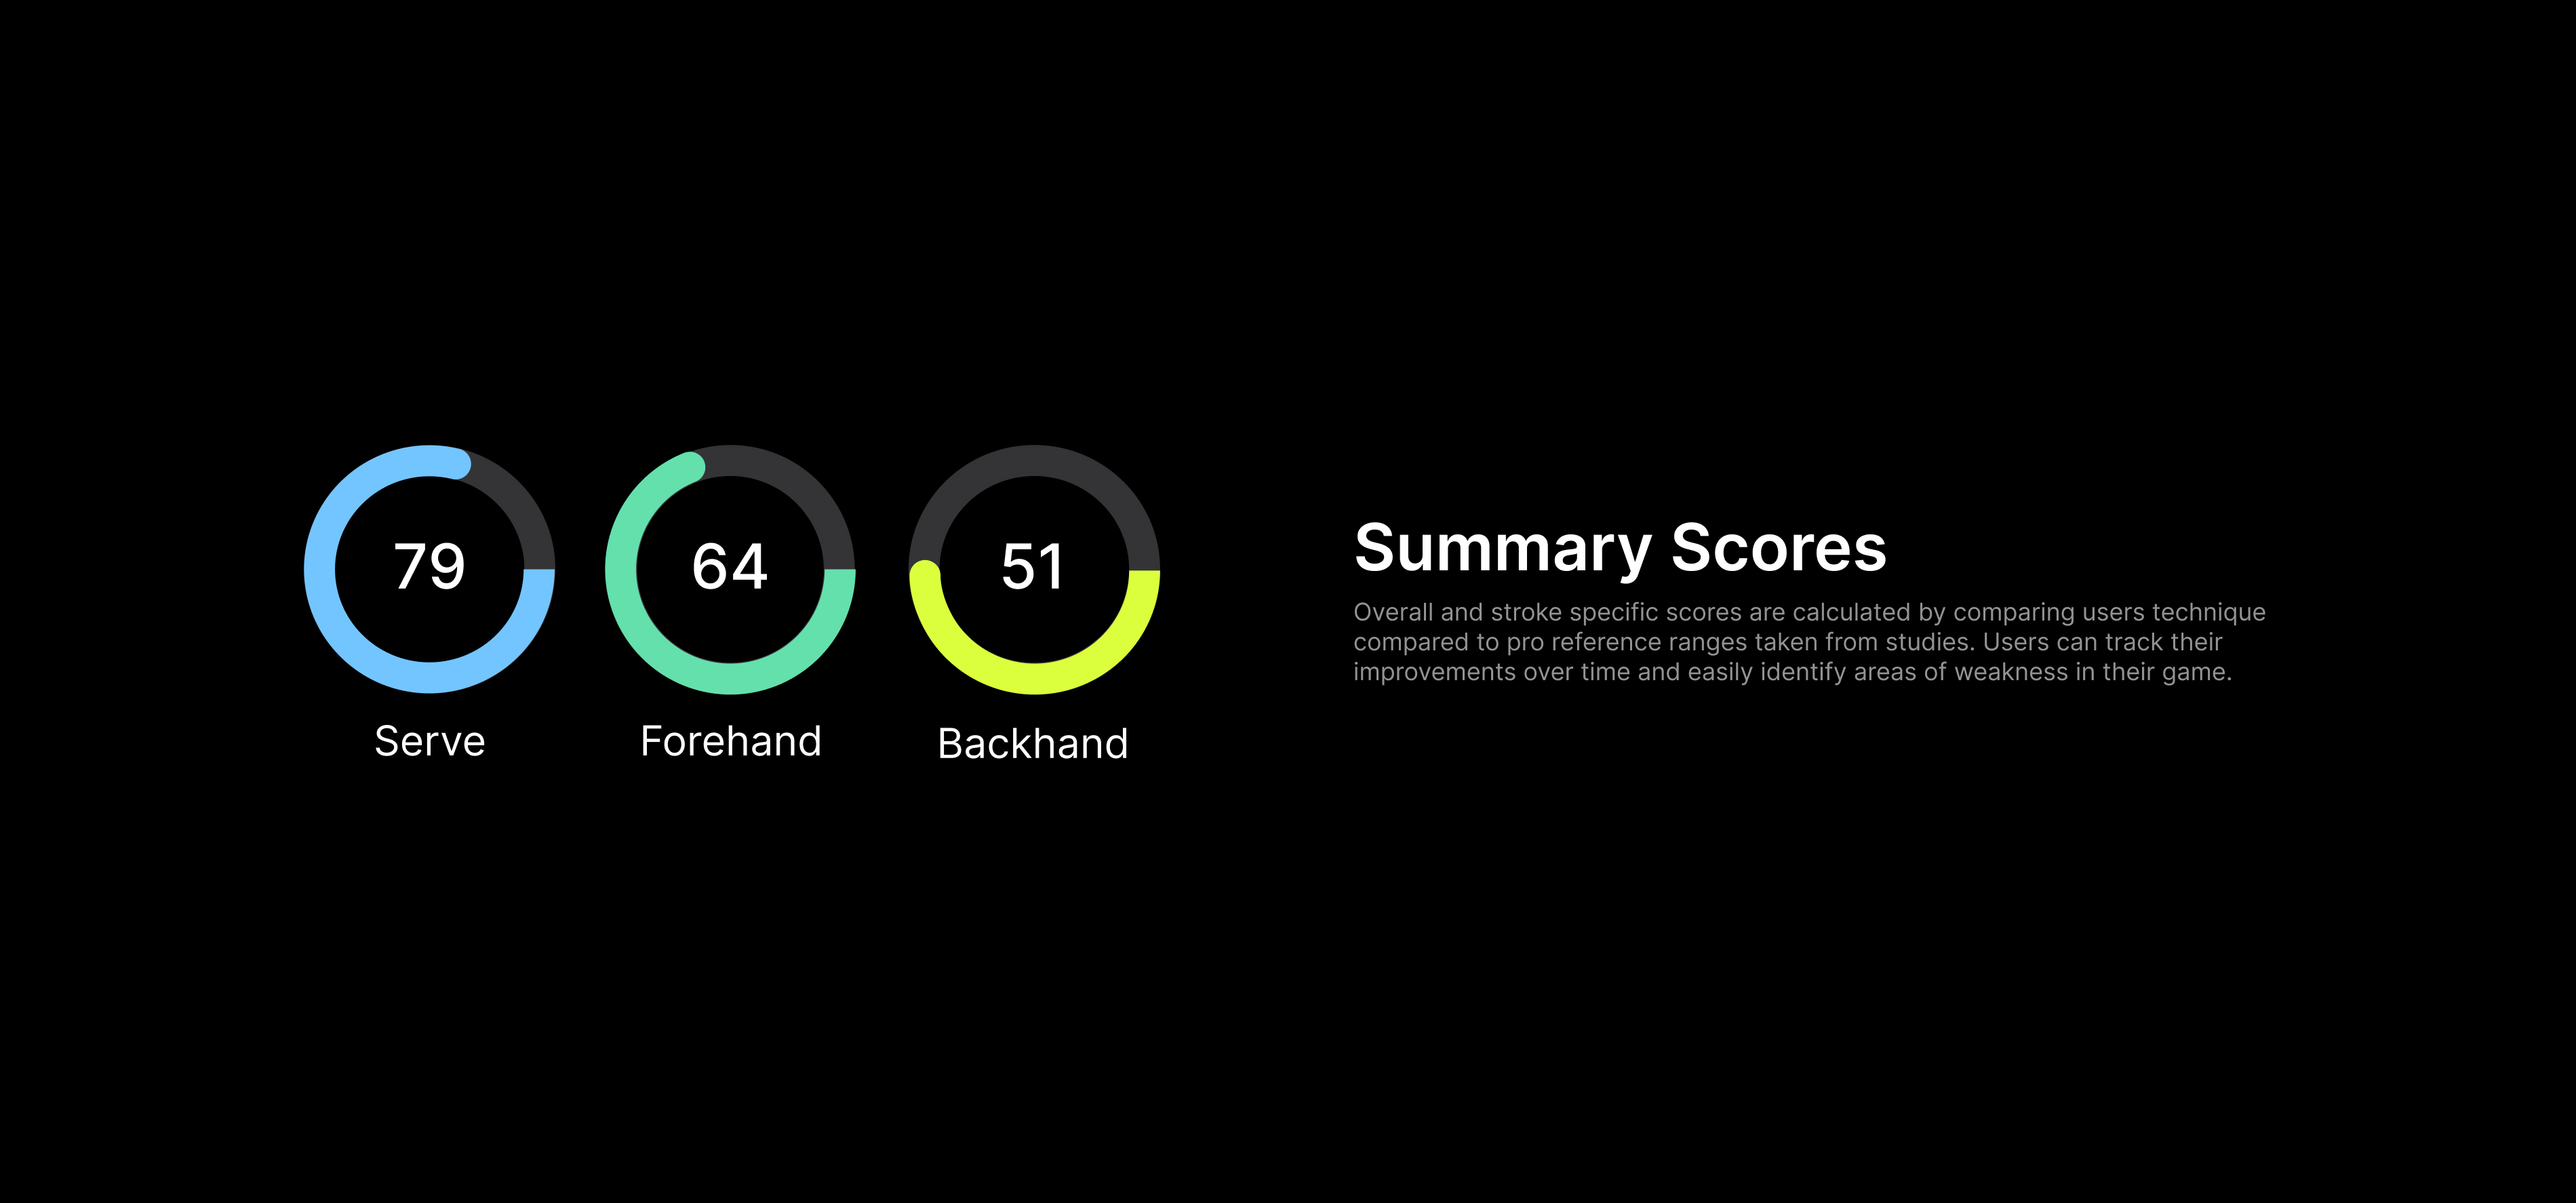 79
64
51
Serve
Forehand
Backhand
Summary Scores
Overall and stroke specific scores are calculated by comparing users technique
compared to pro reference ranges taken from studies. Users can track their
improvements over time and easily identify areas of weakness in their game.